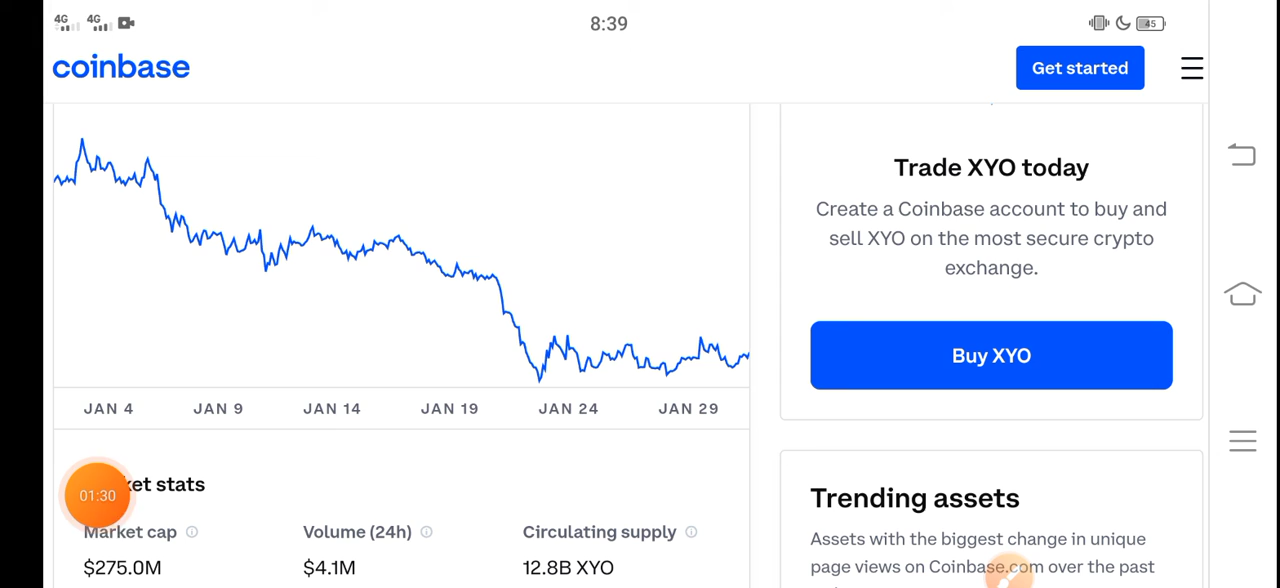 4G 4G 8:39 45
coinbase
Get started
Trade XYO today
Create a Coinbase account to buy and
sell XYO on the most secure crypto
exchange.
Buy XYO
JAN 4 JAN 9 JAN 14 JAN 19 JAN 24 JAN 29
01:30
ket stats
Market cap Volume (24h) Circulating supply
$275.0M $4.1M 12.8B XYO
Trending assets
Assets with the biggest change in unique
page views on Coinbase.com over the past